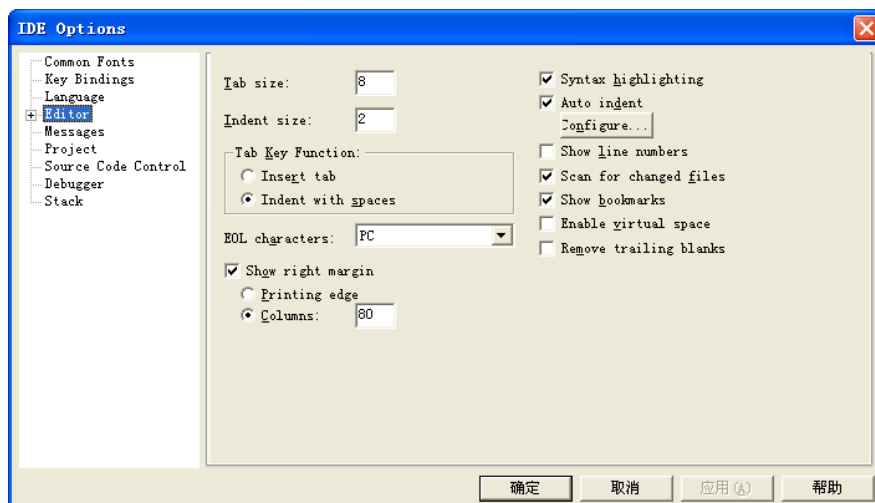 IDE Options
Common Fonts
Key Bindings
Language
Editor
Messages
Project
Source Code Control
Debugger
Stack
Tab size: 8
Indent size: 2
Tab Key Function:
Insert tab
Indent with spaces
EOL characters: PC
Show right margin
Printing edge
Columns: 80
Syntax highlighting
Auto indent
Configure...
Show line numbers
Scan for changed files
Show bookmarks
Enable virtual space
Remove trailing blanks
确定 取消 应用(A) 帮助